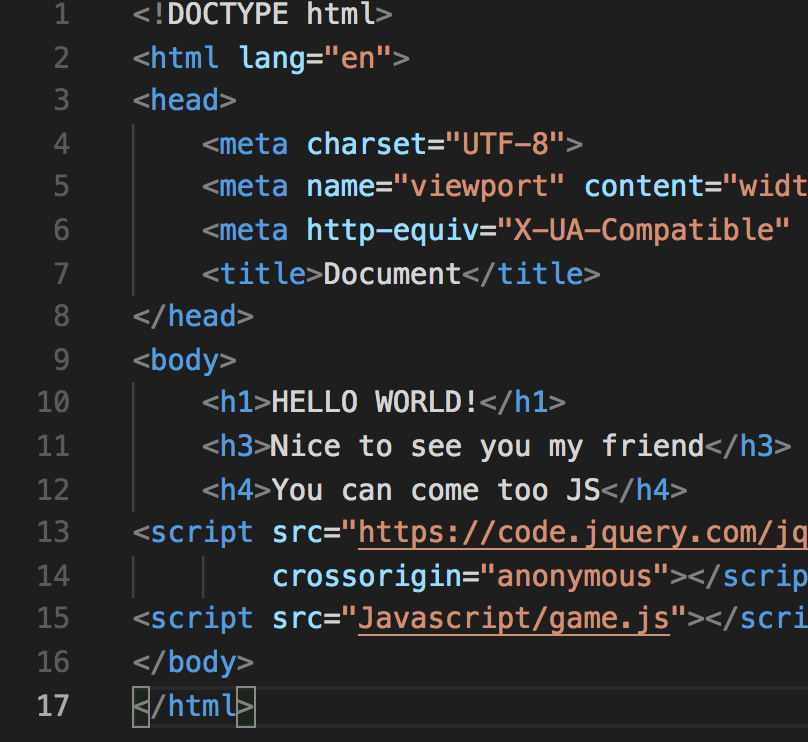 1 <!DOCTYPE html>
2 <html lang="en">
3 <head>
4 <meta charset="UTF-8">
5 <meta name="viewport" content="widt
6 <meta http-equiv="X-UA-Compatible"
7 <title>Document</title>
8 </head>
9 <body>
10 <h1>HELLO WORLD!</h1>
11 <h3>Nice to see you my friend</h3>
12 <h4>You can come too JS</h4>
13 <script src="https://code.jquery.com/jq
14 crossorigin="anonymous"></scrip
15 <script src="Javascript/game.js"></scri
16 </body>
17 </html>